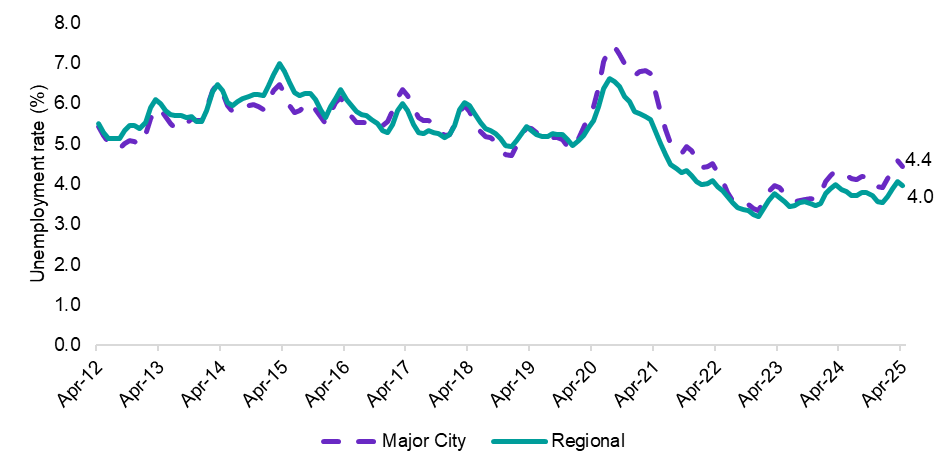 8.0
7.0
6.0
5.0
4.0
3.0
2.0
1.0
0.0
Unemployment rate (%)
4.4
4.0
Apr-12
Apr-13
Apr-14
Apr-15
Apr-16
Apr-17
Apr-18
Apr-19
Apr-20
Apr-21
Apr-22
Apr-23
Apr-24
Apr-25
Major City
Regional